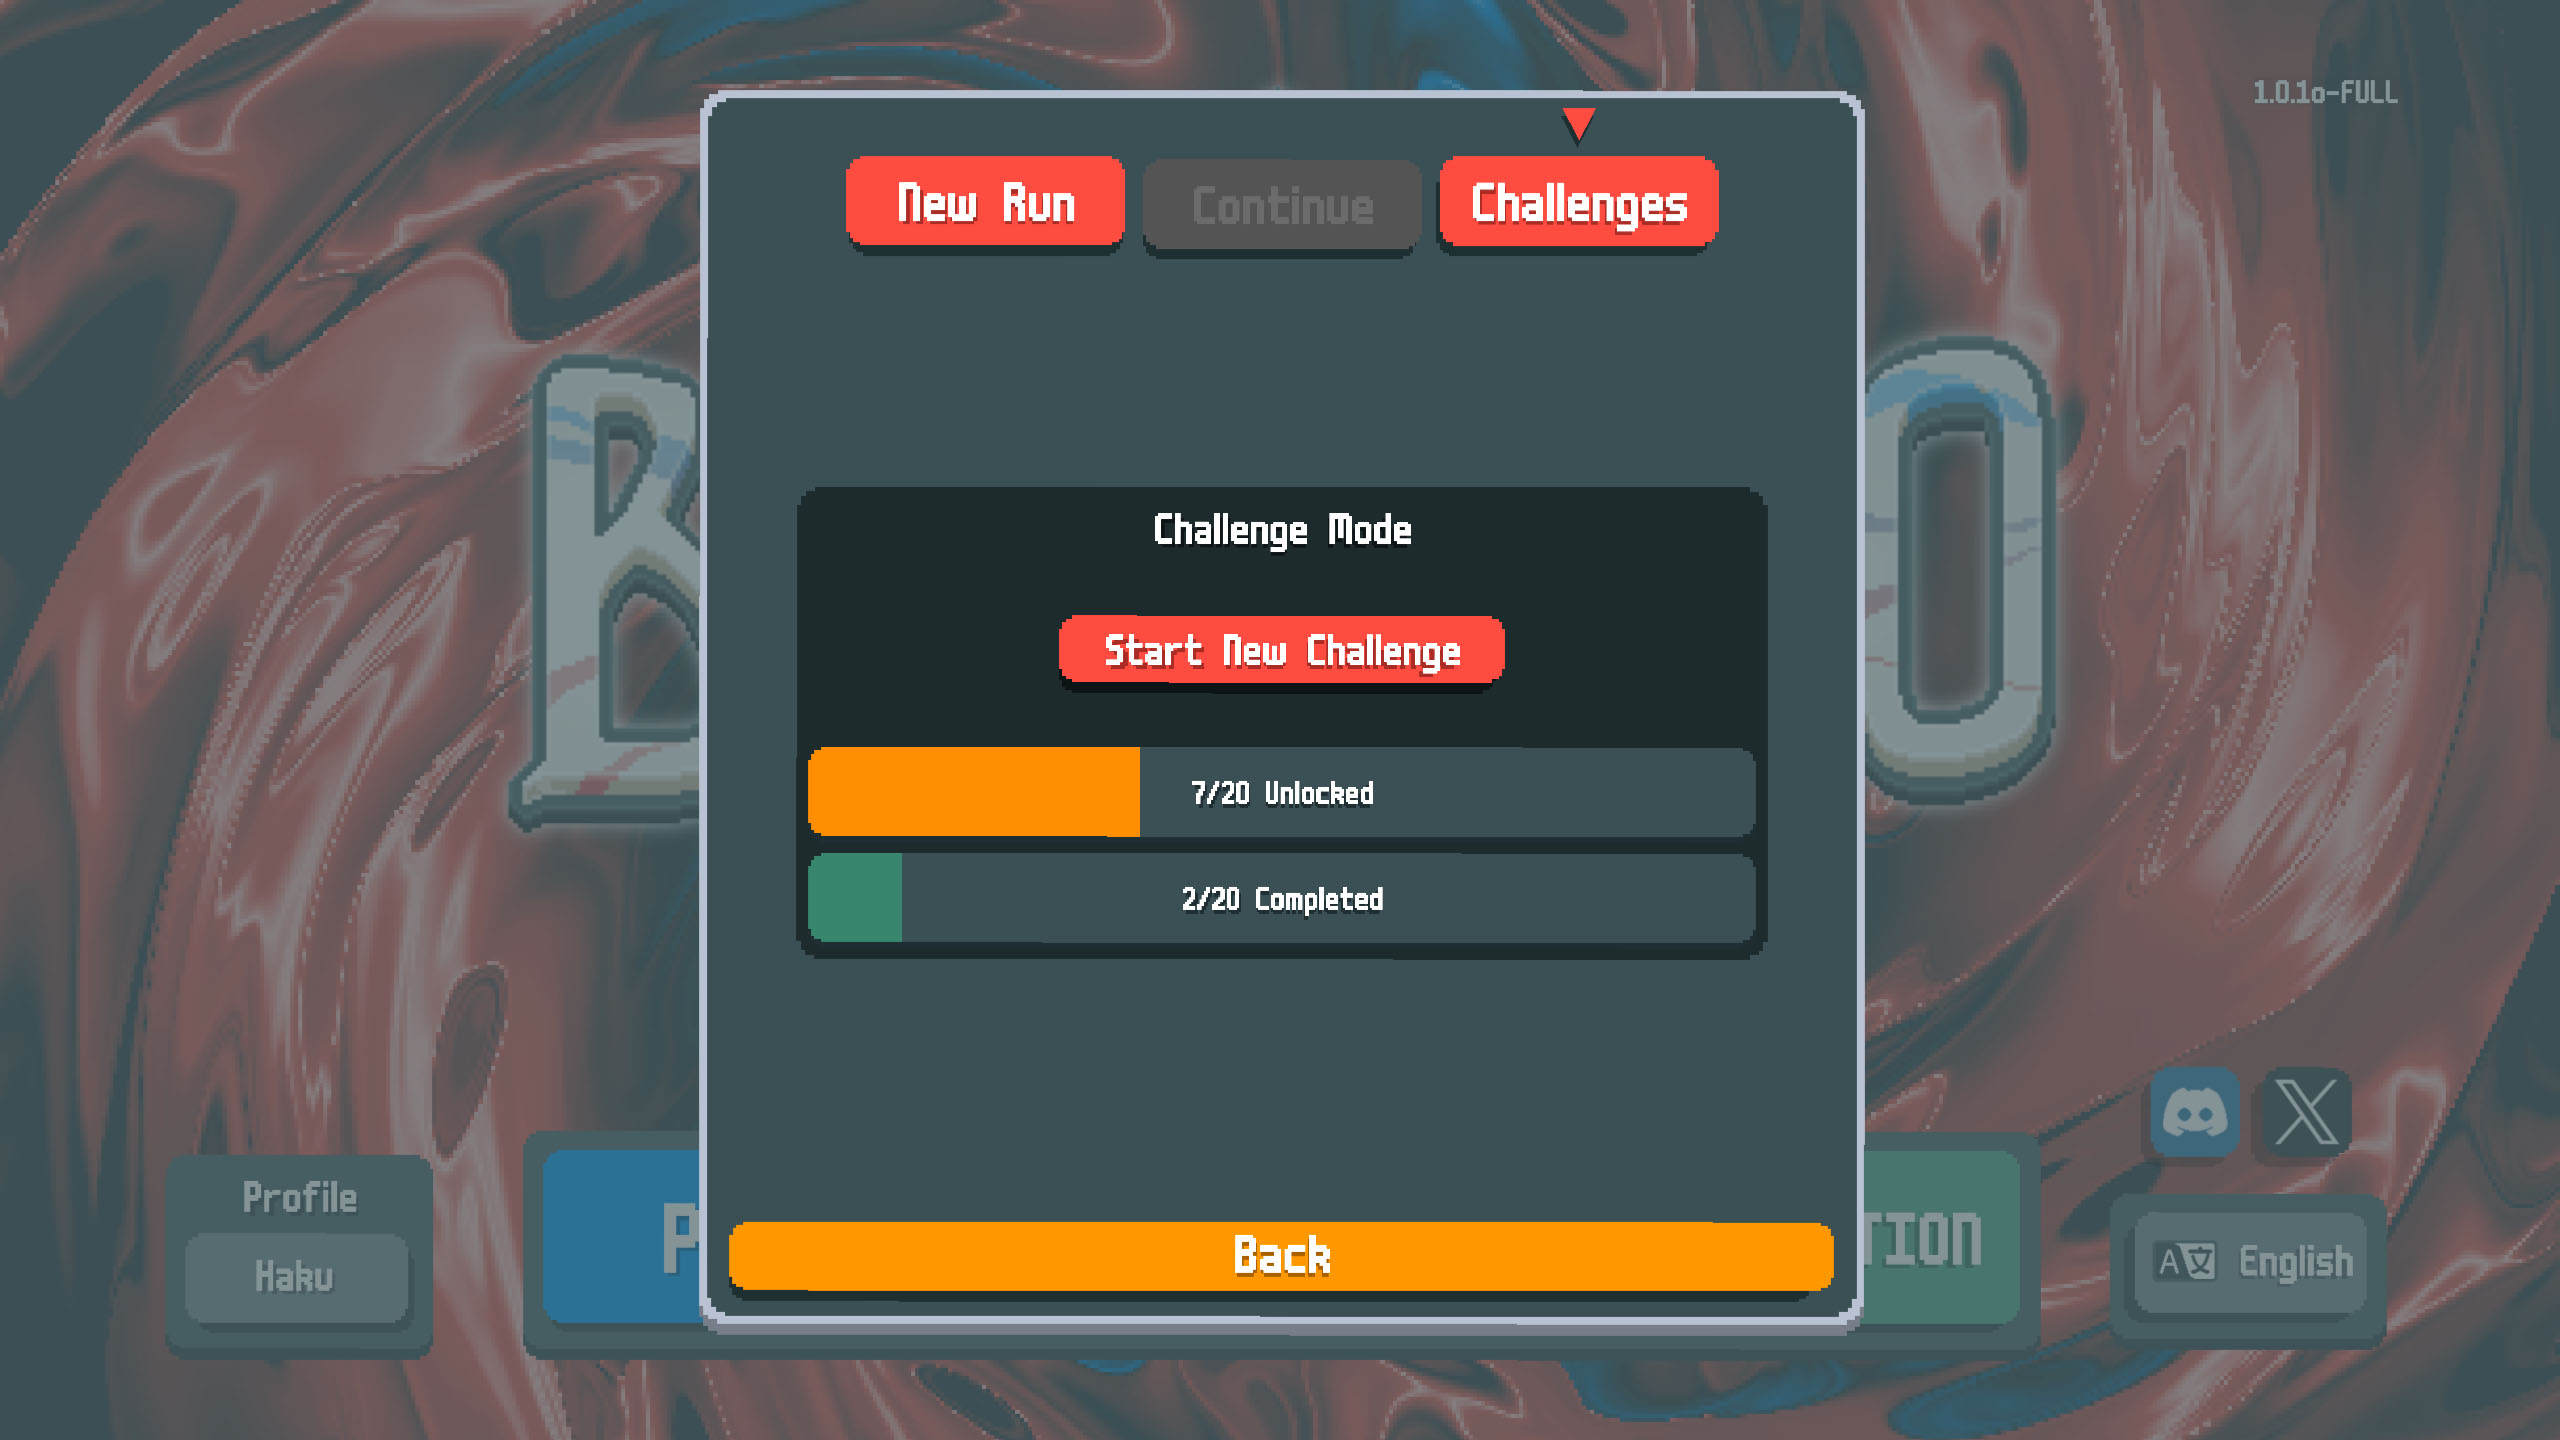 1.0.1o-FULL
New Run
Continue
Challenges
Challenge Mode
Start New Challenge
7/20 Unlocked
2/20 Completed
Back
Profile
Haku
P
TION
English